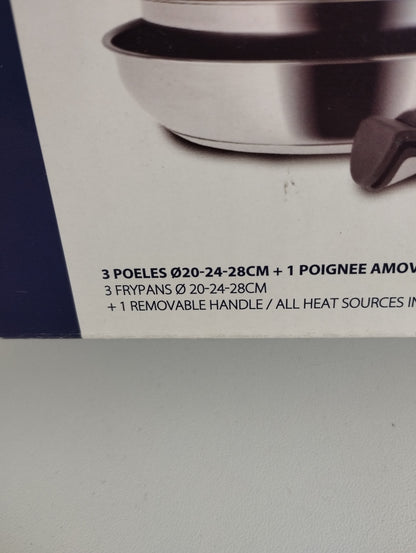 3 POELES Ø20-24-28CM + 1 POIGNEE
3 FRYPANS Ø 20-24-28CM
+ 1 REMOVABLE HANDLE / ALL HEAT SOURCES